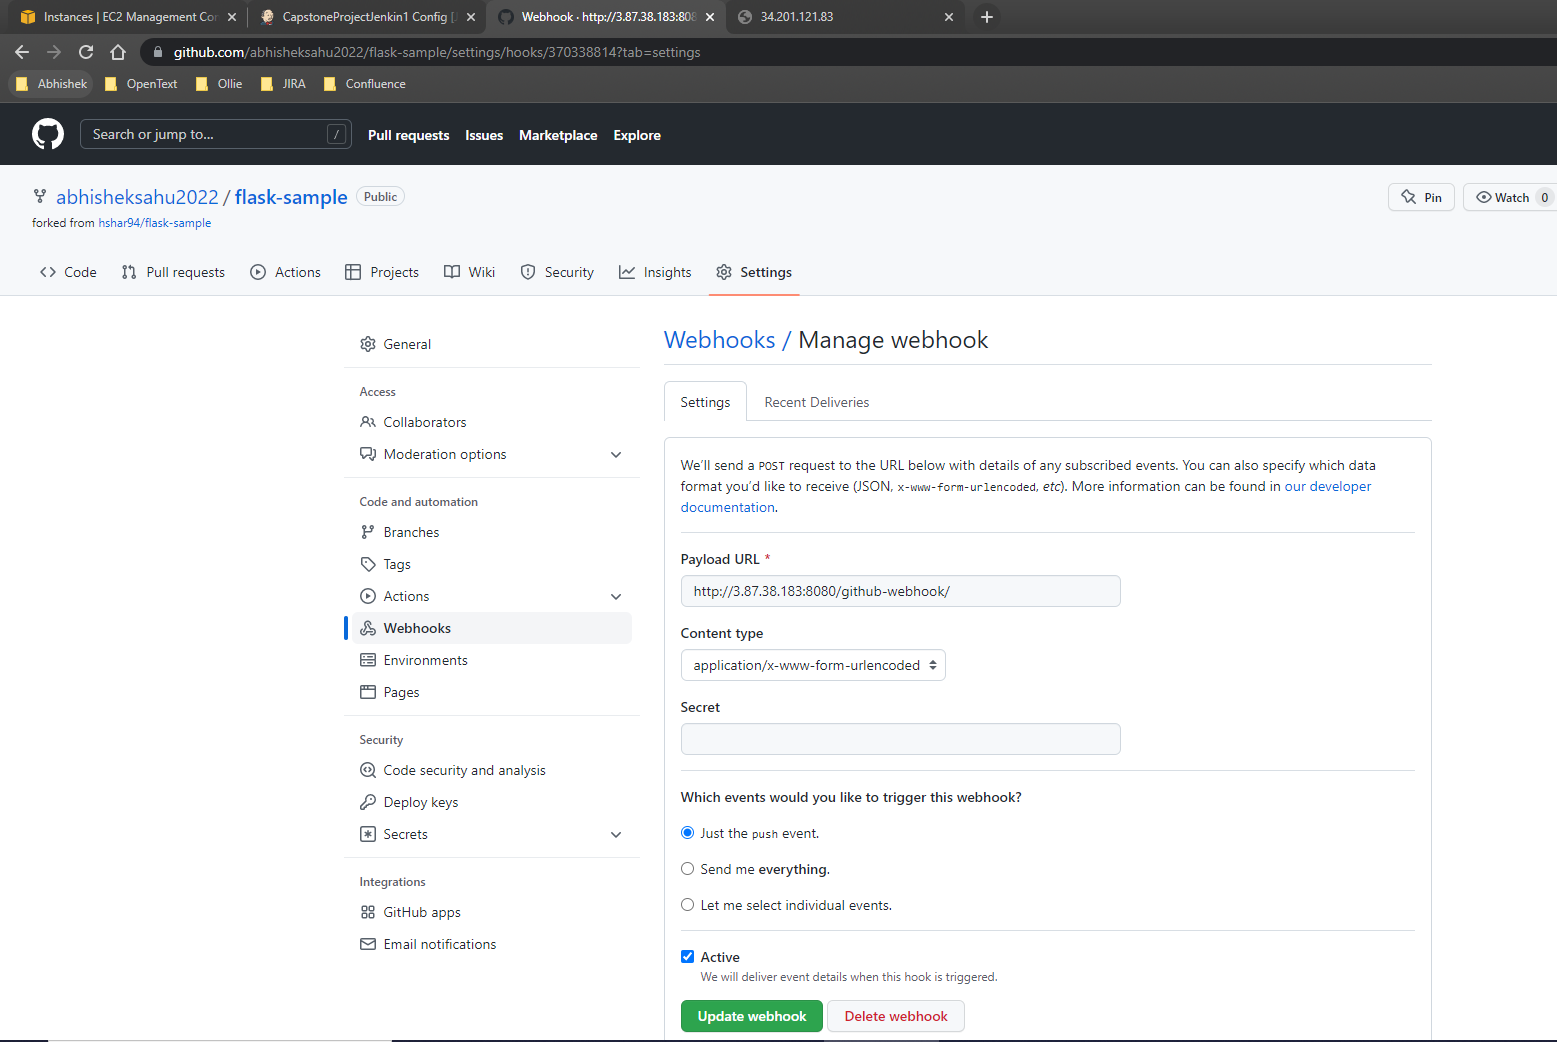 Instances | EC2 Management Con
CapstoneProjectJenkin1 Config [J
Webhook · http://3.87.38.183:808
34.201.121.83
github.com/abhisheksahu2022/flask-sample/settings/hooks/370338814?tab=settings
Abhishek
OpenText
Ollie
JIRA
Confluence
Search or jump to...
/
Pull requests
Issues
Marketplace
Explore
abhisheksahu2022 / flask-sample
Public
forked from hshar94/flask-sample
Pin
Watch 0
Code
Pull requests
Actions
Projects
Wiki
Security
Insights
Settings
General
Access
Collaborators
Moderation options
Code and automation
Branches
Tags
Actions
Webhooks
Environments
Pages
Security
Code security and analysis
Deploy keys
Secrets
Integrations
GitHub apps
Email notifications
Webhooks / Manage webhook
Settings
Recent Deliveries
We’ll send a POST request to the URL below with details of any subscribed events. You can also specify which data
format you’d like to receive (JSON, x-www-form-urlencoded, etc). More information can be found in our developer
documentation.
Payload URL *
http://3.87.38.183:8080/github-webhook/
Content type
application/x-www-form-urlencoded
Secret
Which events would you like to trigger this webhook?
Just the push event.
Send me everything.
Let me select individual events.
Active
We will deliver event details when this hook is triggered.
Update webhook
Delete webhook